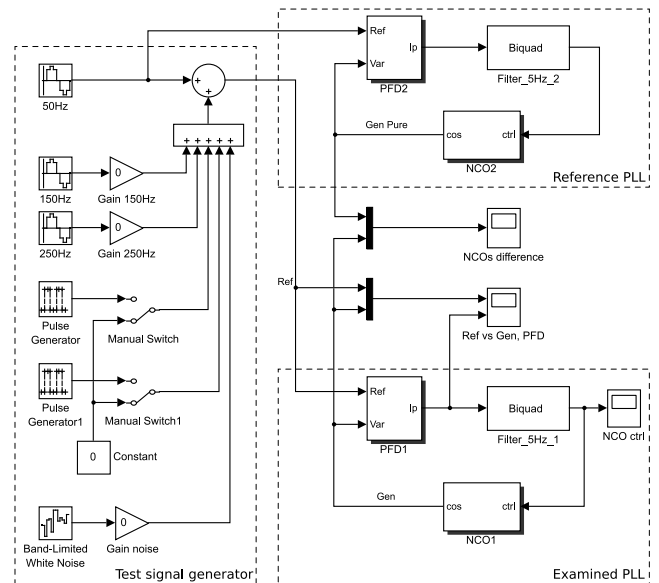 Ref
Var
Ip
PFD2
Biquad
Filter_5Hz_2
Gen Pure
cos
ctrl
NCO2
Reference PLL
50Hz
+
+
+ + + + +
150Hz
0
Gain 150Hz
250Hz
0
Gain 250Hz
NCOs difference
Ref
Ref vs Gen, PFD
Pulse
Generator
Manual Switch
Pulse
Generator1
Manual Switch1
0
Constant
Band-Limited
White Noise
0
Gain noise
Test signal generator
Ref
Var
Ip
PFD1
Biquad
Filter_5Hz_1
NCO ctrl
Gen
cos
ctrl
NCO1
Examined PLL